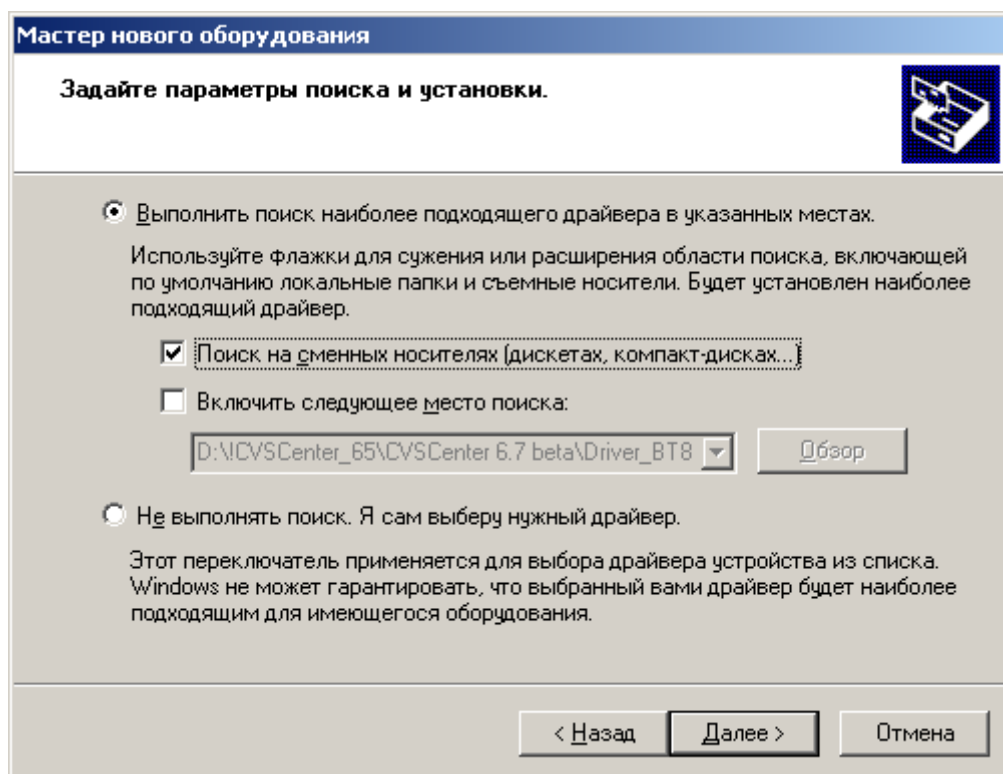 Мастер нового оборудования
Задайте параметры поиска и установки.
Выполнить поиск наиболее подходящего драйвера в указанных местах.
Используйте флажки для сужения или расширения области поиска, включающей
по умолчанию локальные папки и съемные носители. Будет установлен наиболее
подходящий драйвер.
Поиск на сменных носителях (дискетах, компакт-дисках...)
Включить следующее место поиска:
D:\!CVSCenter_65\CVSCenter 6.7 beta\Driver_BT8
Обзор
Не выполнять поиск. Я сам выберу нужный драйвер.
Этот переключатель применяется для выбора драйвера устройства из списка.
Windows не может гарантировать, что выбранный вами драйвер будет наиболее
подходящим для имеющегося оборудования.
< Назад Далее > Отмена